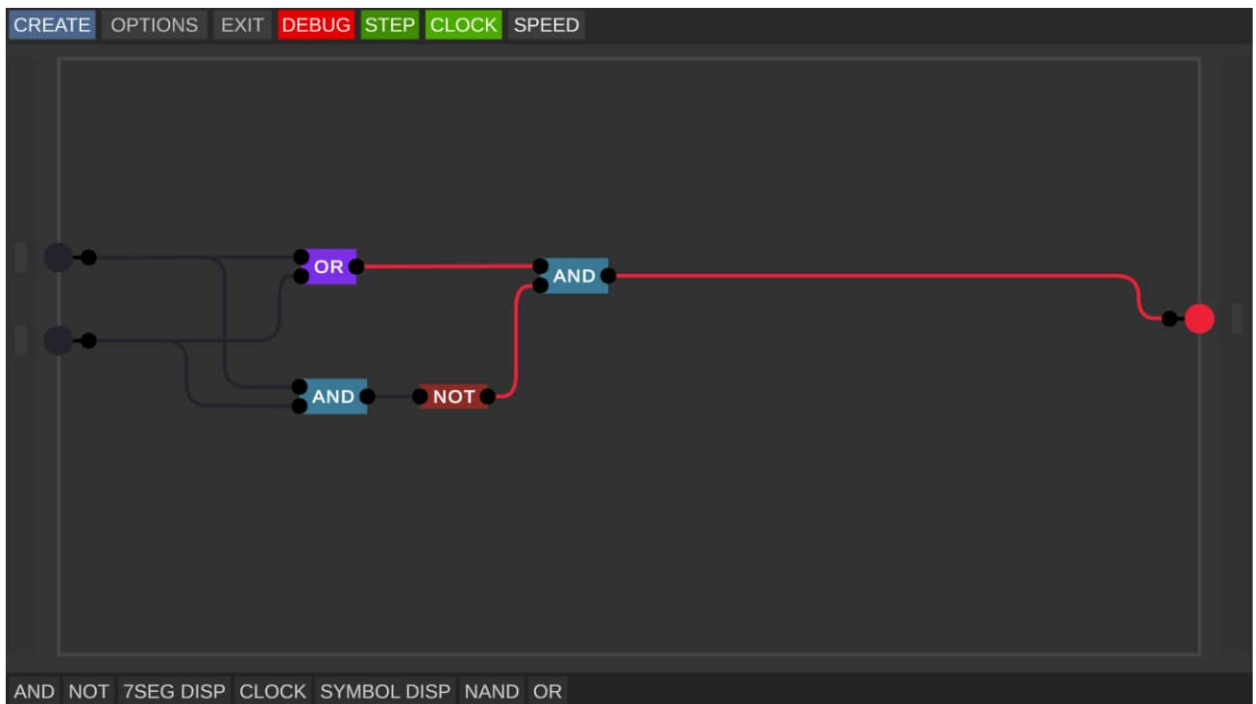 CREATE OPTIONS EXIT DEBUG STEP CLOCK SPEED
OR
AND
AND
NOT
AND NOT 7SEG DISP CLOCK SYMBOL DISP NAND OR